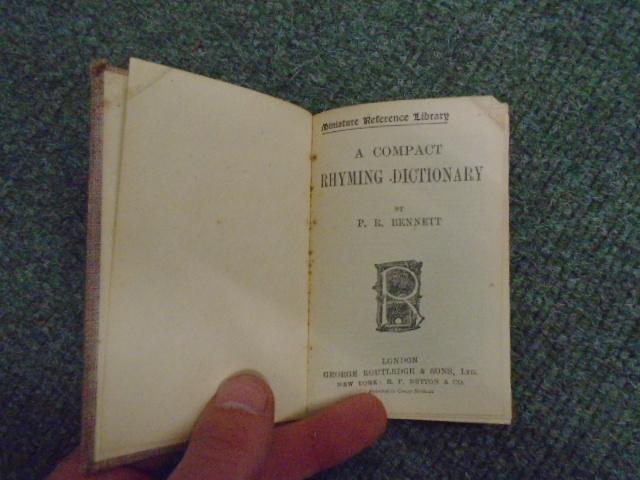 Miniature Reference Library
A COMPACT
RHYMING DICTIONARY
BY
P. R. BENNETT
R
LONDON
GEORGE ROUTLEDGE & SONS, LTD.
NEW YORK: E. P. DUTTON & CO.